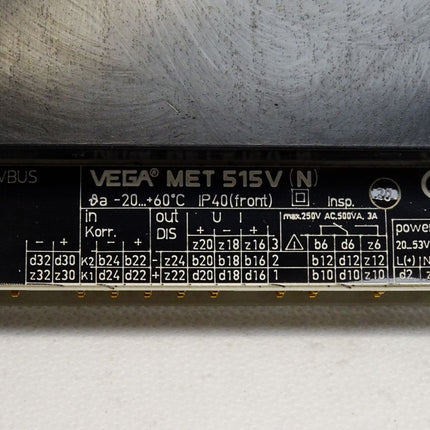 VBUS
VEGA® MET 515V (N)
ϑa -20...+60°C IP40(front) Insp. 20
in out U I max.250V AC,500VA, 3A power
Korr. DIS - + - + 20...53V
- + z20 z18 z16 3 b6 d6 z6 L(+) N
d32 d30 K2 b24 b22 - z24 b20 b18 b16 2 b12 d12 z12
z32 z30 K1 d24 d22 + z22 d20 d18 d16 1 b10 d10 z10 d2